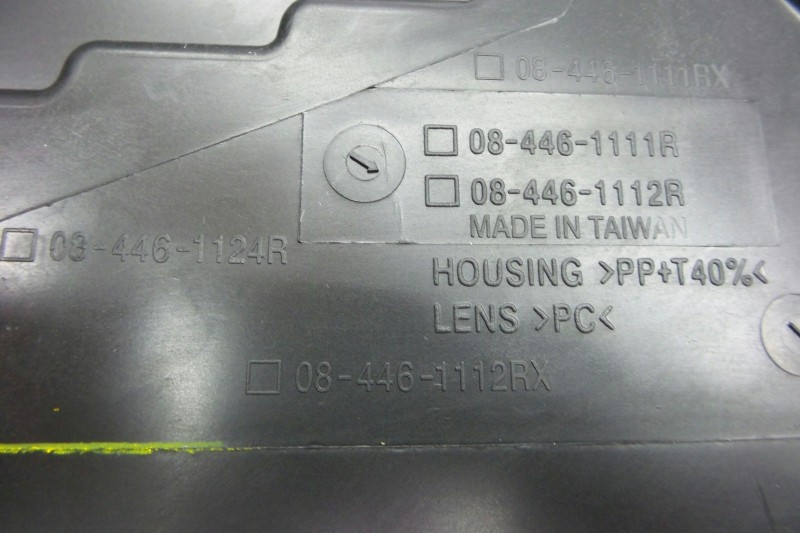 ☐ 08-446-1111RX
☐ 08-446-1111R
☐ 08-446-1112R
MADE IN TAIWAN
☐ 08-446-1124R
HOUSING >PP+T40%<
LENS >PC<
☐ 08-446-1112RX